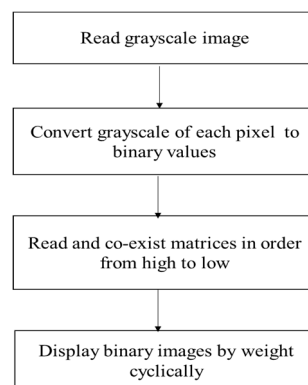 Read grayscale image
Convert grayscale of each pixel to
binary values
Read and co-exist matrices in order
from high to low
Display binary images by weight
cyclically